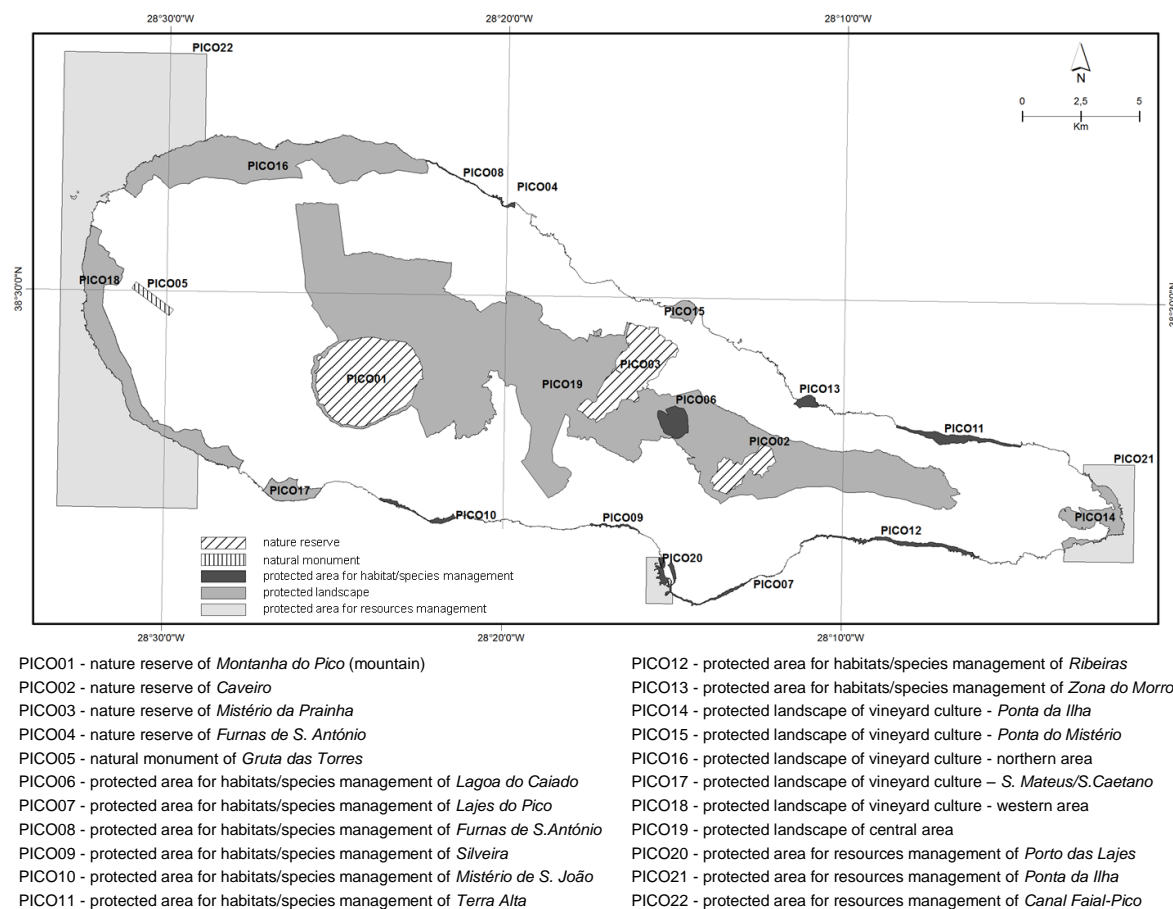 28°30'0"W
28°20'0"W
28°10'0"W
PICO22
N
0 2,5 5
Km
PICO16
PICO08
PICO04
38°30'0"N
PICO18
PICO05
PICO15
38°30'0"N
PICO01
PICO19
PICO03
PICO06
PICO13
PICO11
PICO02
PICO21
PICO17
PICO10
PICO09
PICO12
PICO14
PICO20
PICO07
nature reserve
natural monument
protected area for habitat/species management
protected landscape
protected area for resources management
28°30'0"W
28°20'0"W
28°10'0"W
PICO01 - nature reserve of Montanha do Pico (mountain)
PICO02 - nature reserve of Caveiro
PICO03 - nature reserve of Mistério da Prainha
PICO04 - nature reserve of Furnas de S. António
PICO05 - natural monument of Gruta das Torres
PICO06 - protected area for habitats/species management of Lagoa do Caiado
PICO07 - protected area for habitats/species management of Lajes do Pico
PICO08 - protected area for habitats/species management of Furnas de S.António
PICO09 - protected area for habitats/species management of Silveira
PICO10 - protected area for habitats/species management of Mistério de S. João
PICO11 - protected area for habitats/species management of Terra Alta
PICO12 - protected area for habitats/species management of Ribeiras
PICO13 - protected area for habitats/species management of Zona do Morro
PICO14 - protected landscape of vineyard culture - Ponta da Ilha
PICO15 - protected landscape of vineyard culture - Ponta do Mistério
PICO16 - protected landscape of vineyard culture - northern area
PICO17 - protected landscape of vineyard culture – S. Mateus/S.Caetano
PICO18 - protected landscape of vineyard culture - western area
PICO19 - protected landscape of central area
PICO20 - protected area for resources management of Porto das Lajes
PICO21 - protected area for resources management of Ponta da Ilha
PICO22 - protected area for resources management of Canal Faial-Pico